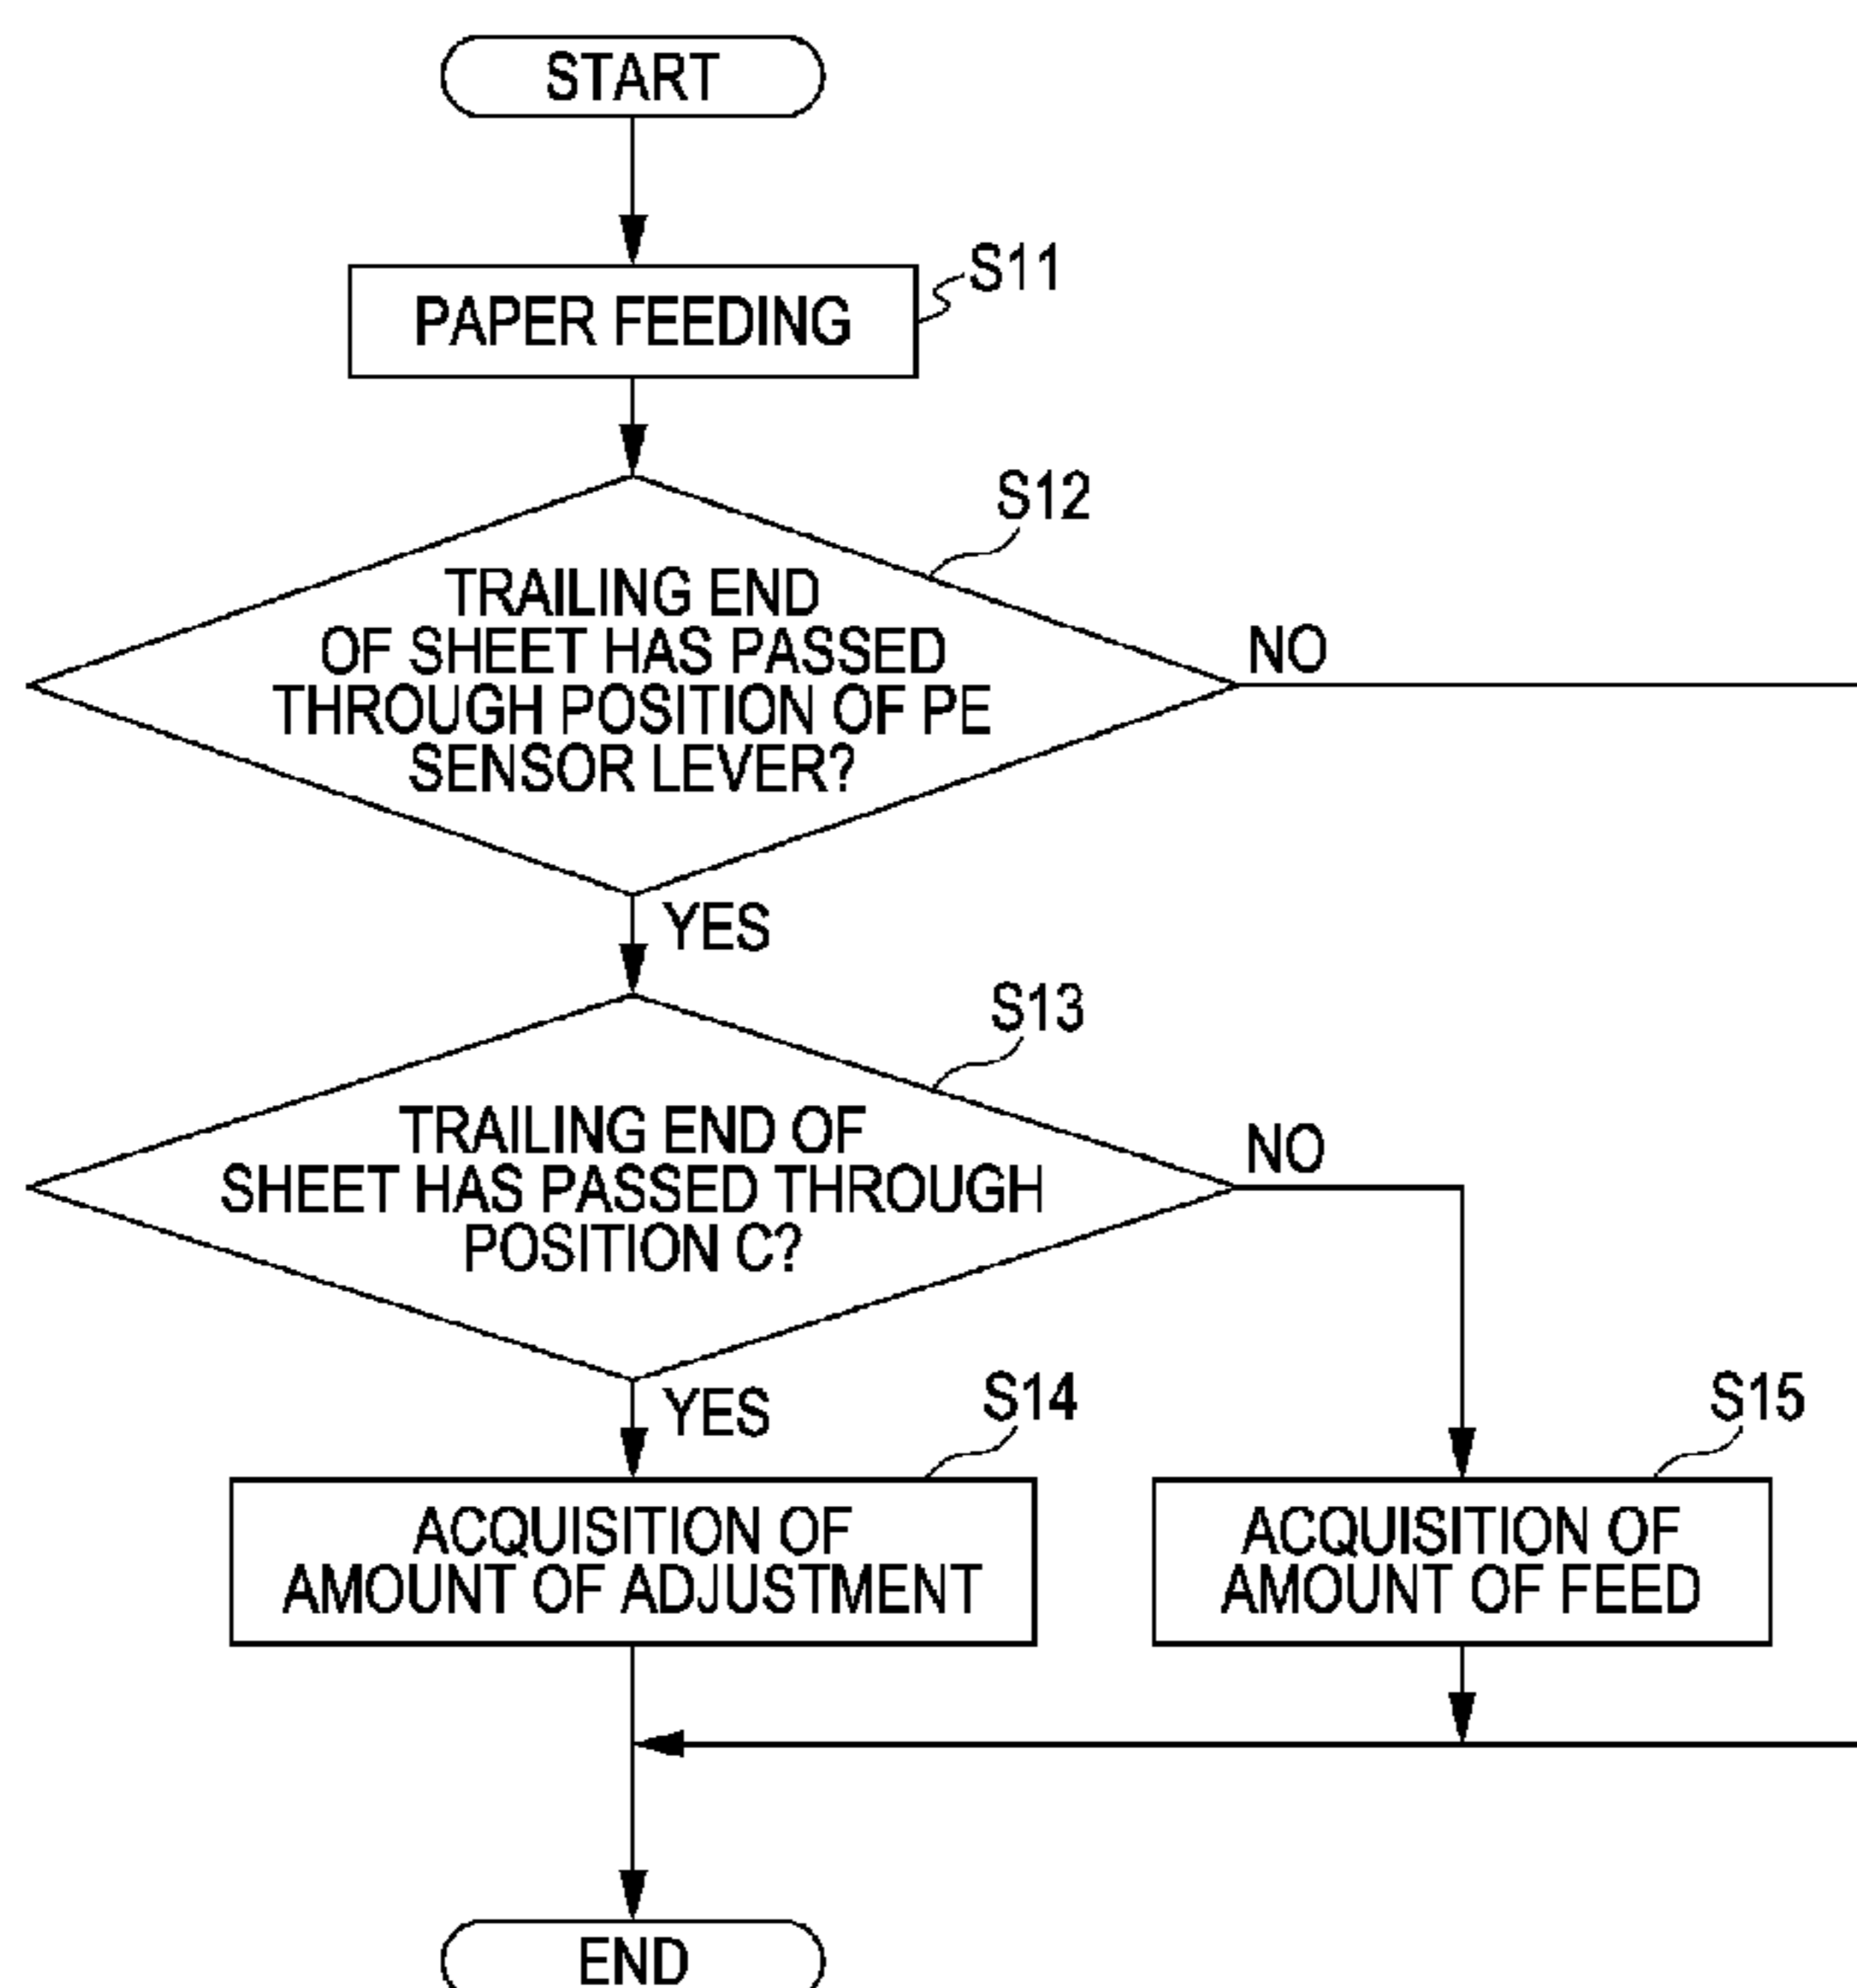 START
S11
PAPER FEEDING
S12
TRAILING END
OF SHEET HAS PASSED
THROUGH POSITION OF PE
SENSOR LEVER?
NO
YES
S13
TRAILING END OF
SHEET HAS PASSED THROUGH
POSITION C?
NO
YES
S14
ACQUISITION OF
AMOUNT OF ADJUSTMENT
S15
ACQUISITION OF
AMOUNT OF FEED
END